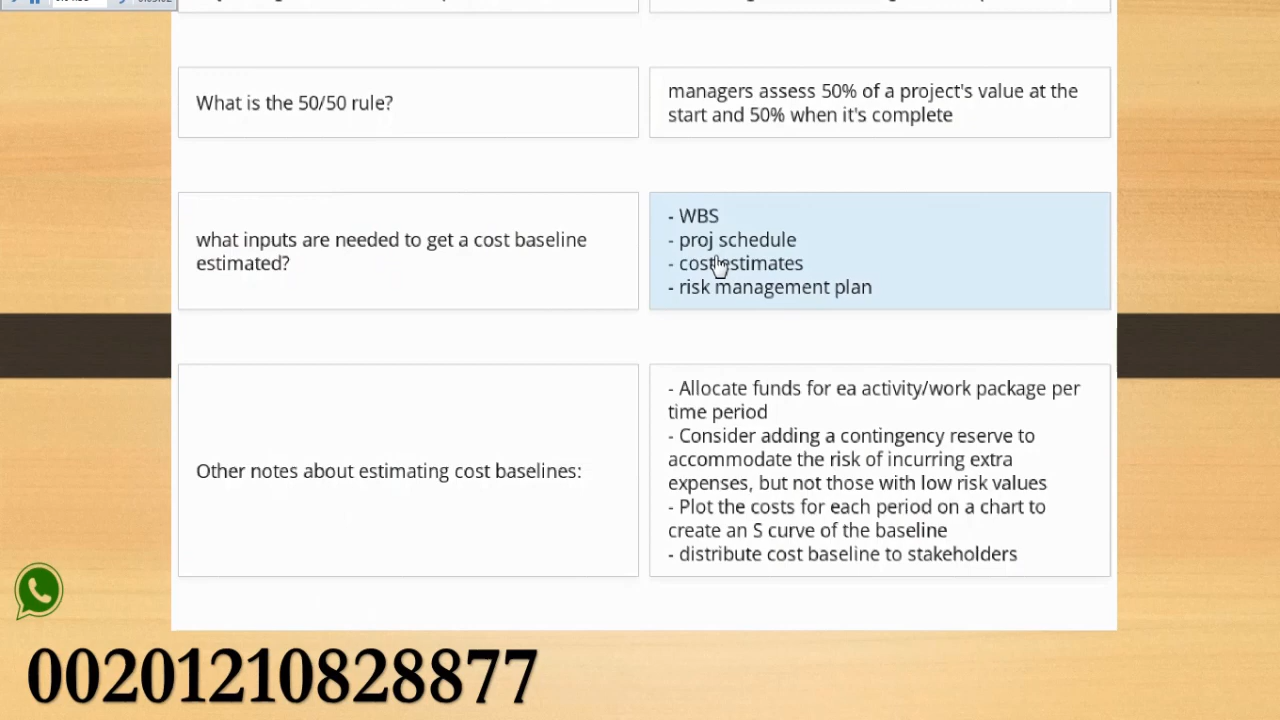 What is the 50/50 rule?
managers assess 50% of a project's value at the
start and 50% when it's complete
what inputs are needed to get a cost baseline
estimated?
- WBS
- proj schedule
- cost estimates
- risk management plan
Other notes about estimating cost baselines:
- Allocate funds for ea activity/work package per
time period
- Consider adding a contingency reserve to
accommodate the risk of incurring extra
expenses, but not those with low risk values
- Plot the costs for each period on a chart to
create an S curve of the baseline
- distribute cost baseline to stakeholders
00201210828877